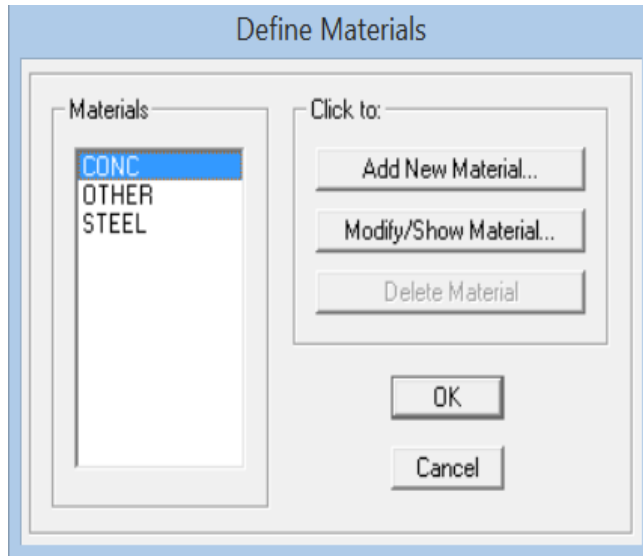 Define Materials
Materials
CONC
OTHER
STEEL
Click to:
Add New Material...
Modify/Show Material...
Delete Material
OK
Cancel